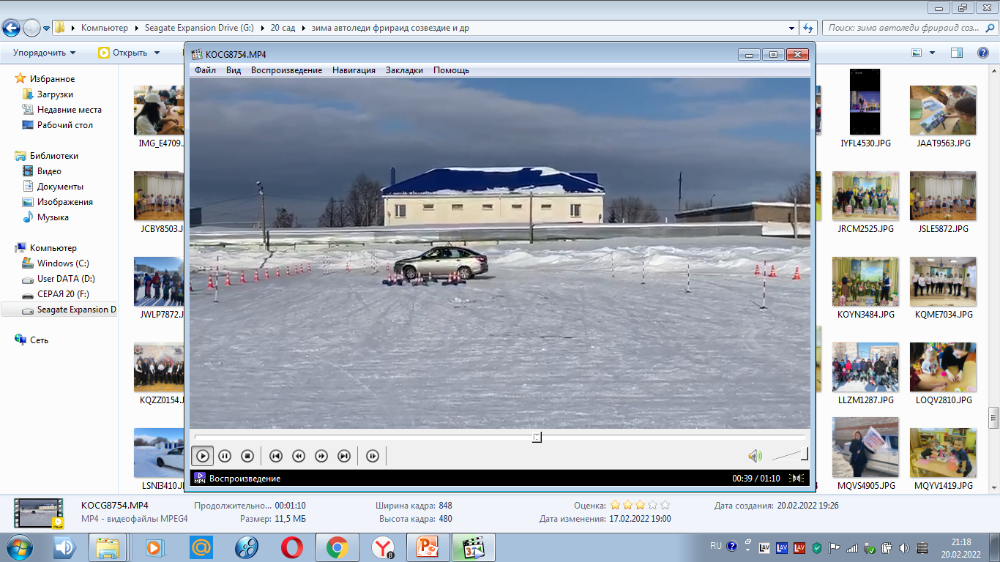 Компьютер
Seagate Expansion Drive (G:)
20 сад
зима автоледи фрираид созвездие и др
Поиск: зима автоледи фрираид соз...
Упорядочить
Открыть
KOCG8754.MP4
Файл Вид Воспроизведение Навигация Закладки Помощь
Избранное
Загрузки
Недавние места
Рабочий стол
Библиотеки
Видео
Документы
Изображения
Музыка
Компьютер
Windows (C:)
User DATA (D:)
СЕРАЯ 20 (F:)
Seagate Expansion D
Сеть
IMG_E4709.J
JCBY8503.J
JWLP7872.J
KQZZ0154.J
LSNI3410.J
IYFL4530.JPG
JAAT9563.JPG
JRCM2525.JPG
JSLE5872.JPG
KOYN3484.JPG
KQME7034.JPG
LLZM1287.JPG
LOQV2810.JPG
MQVS4905.JPG
MQYV1419.JPG
MP4
Воспроизведение
00:39 / 01:10
KOCG8754.MP4
MP4 - видеофайлы MPEG4
Продолжительно... 00:01:10
Размер: 11,5 МБ
Ширина кадра: 848
Высота кадра: 480
Оценка:
Дата изменения: 17.02.2022 19:00
Дата создания: 20.02.2022 19:26
RU
LAV
LAV
LAV
21:18
20.02.2022